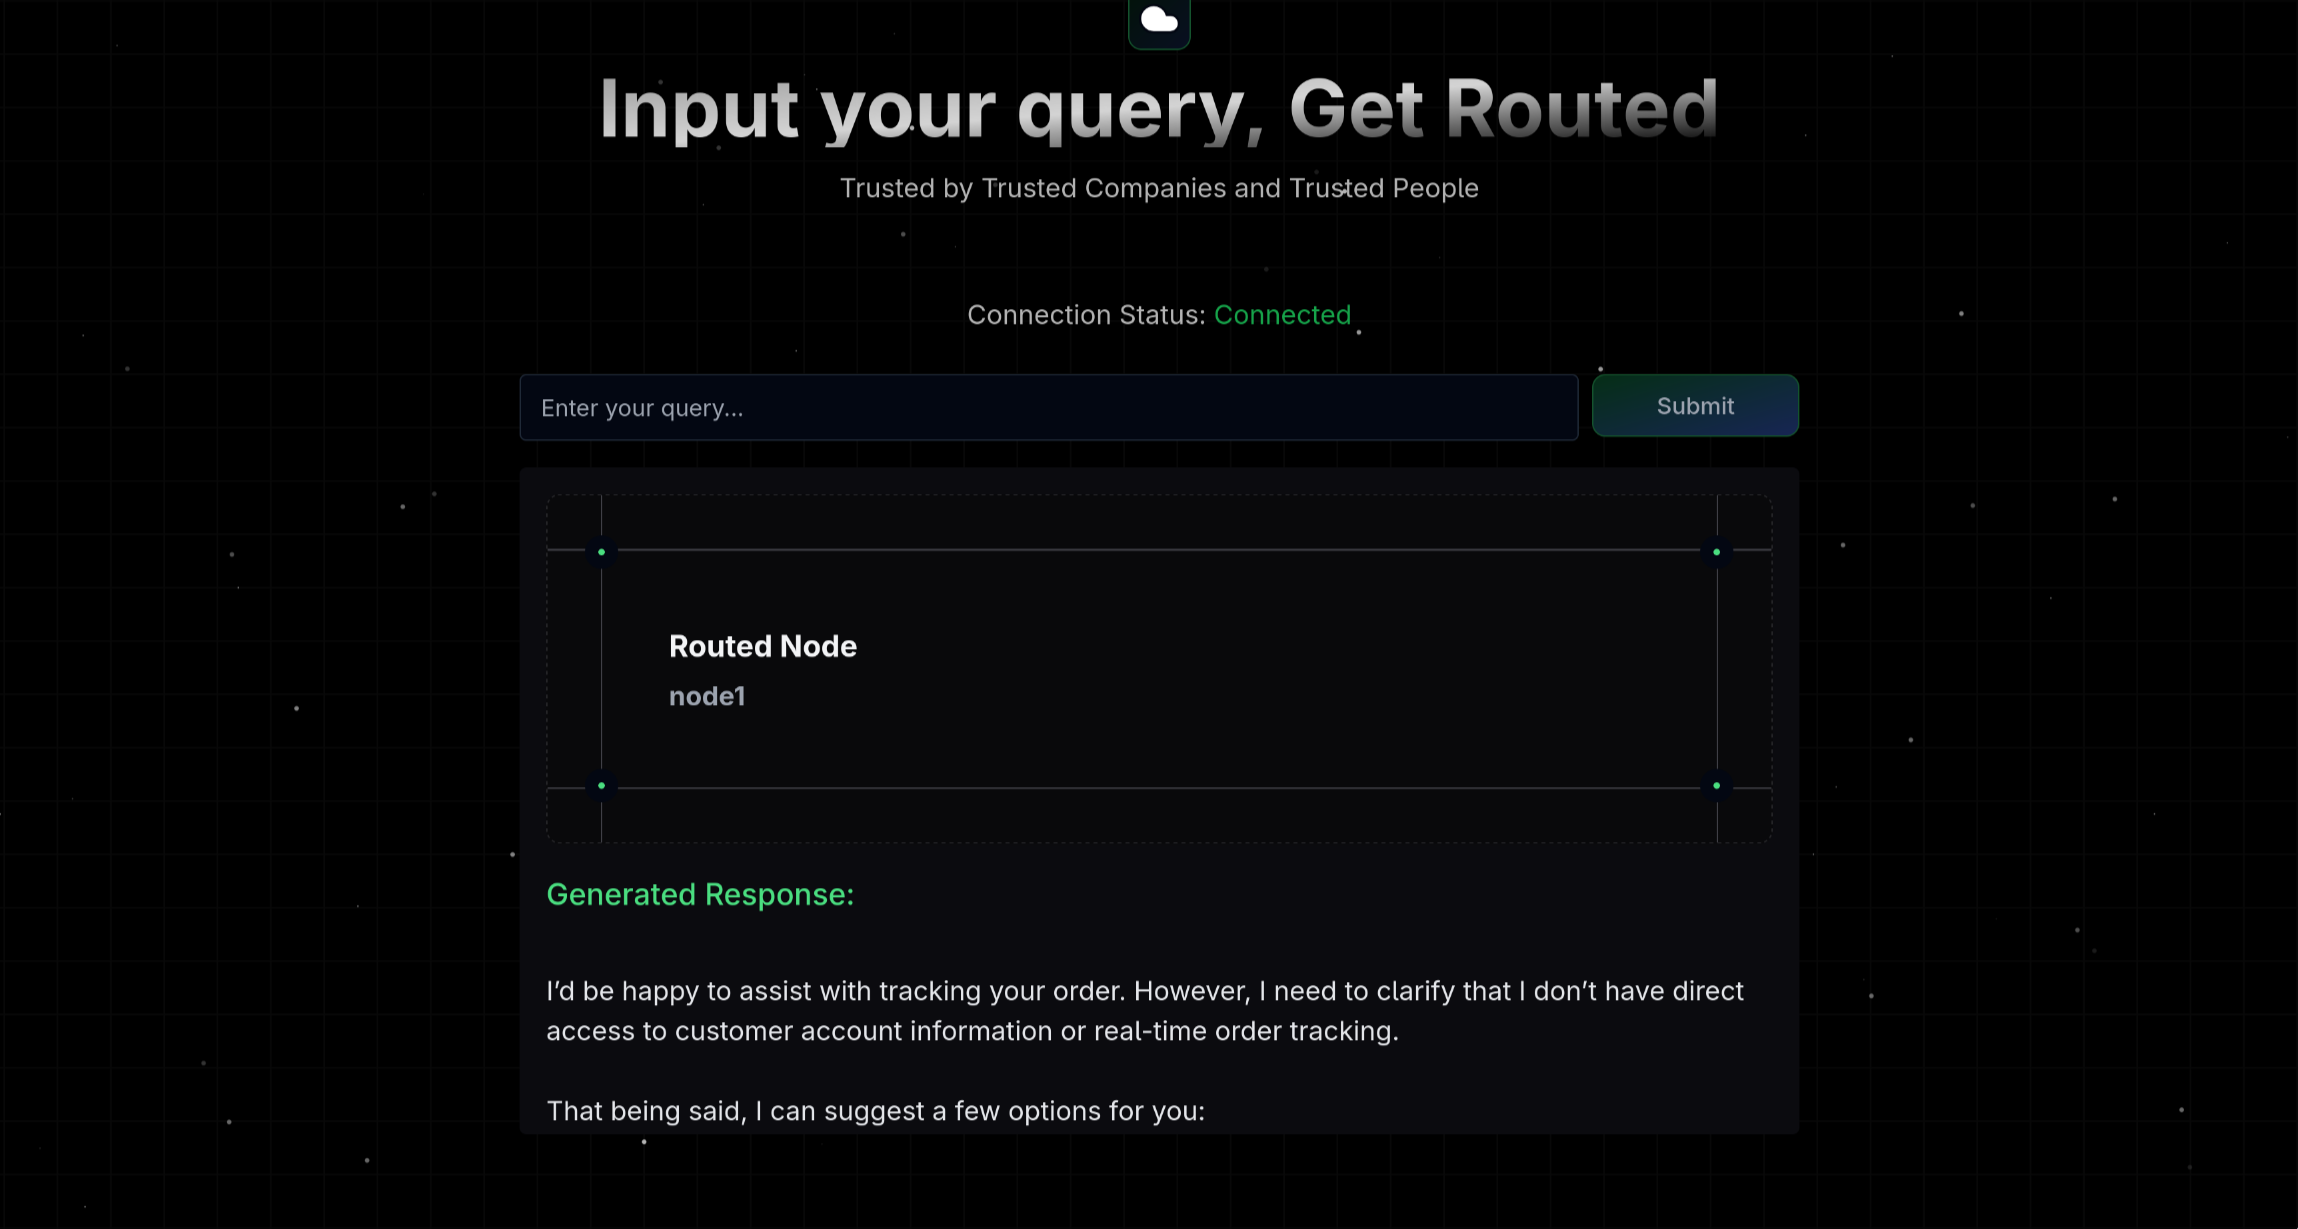 Input your query, Get Routed
Trusted by Trusted Companies and Trusted People
Connection Status: Connected
Enter your query...
Submit
Routed Node
node1
Generated Response:
I’d be happy to assist with tracking your order. However, I need to clarify that I don’t have direct
access to customer account information or real-time order tracking.
That being said, I can suggest a few options for you: